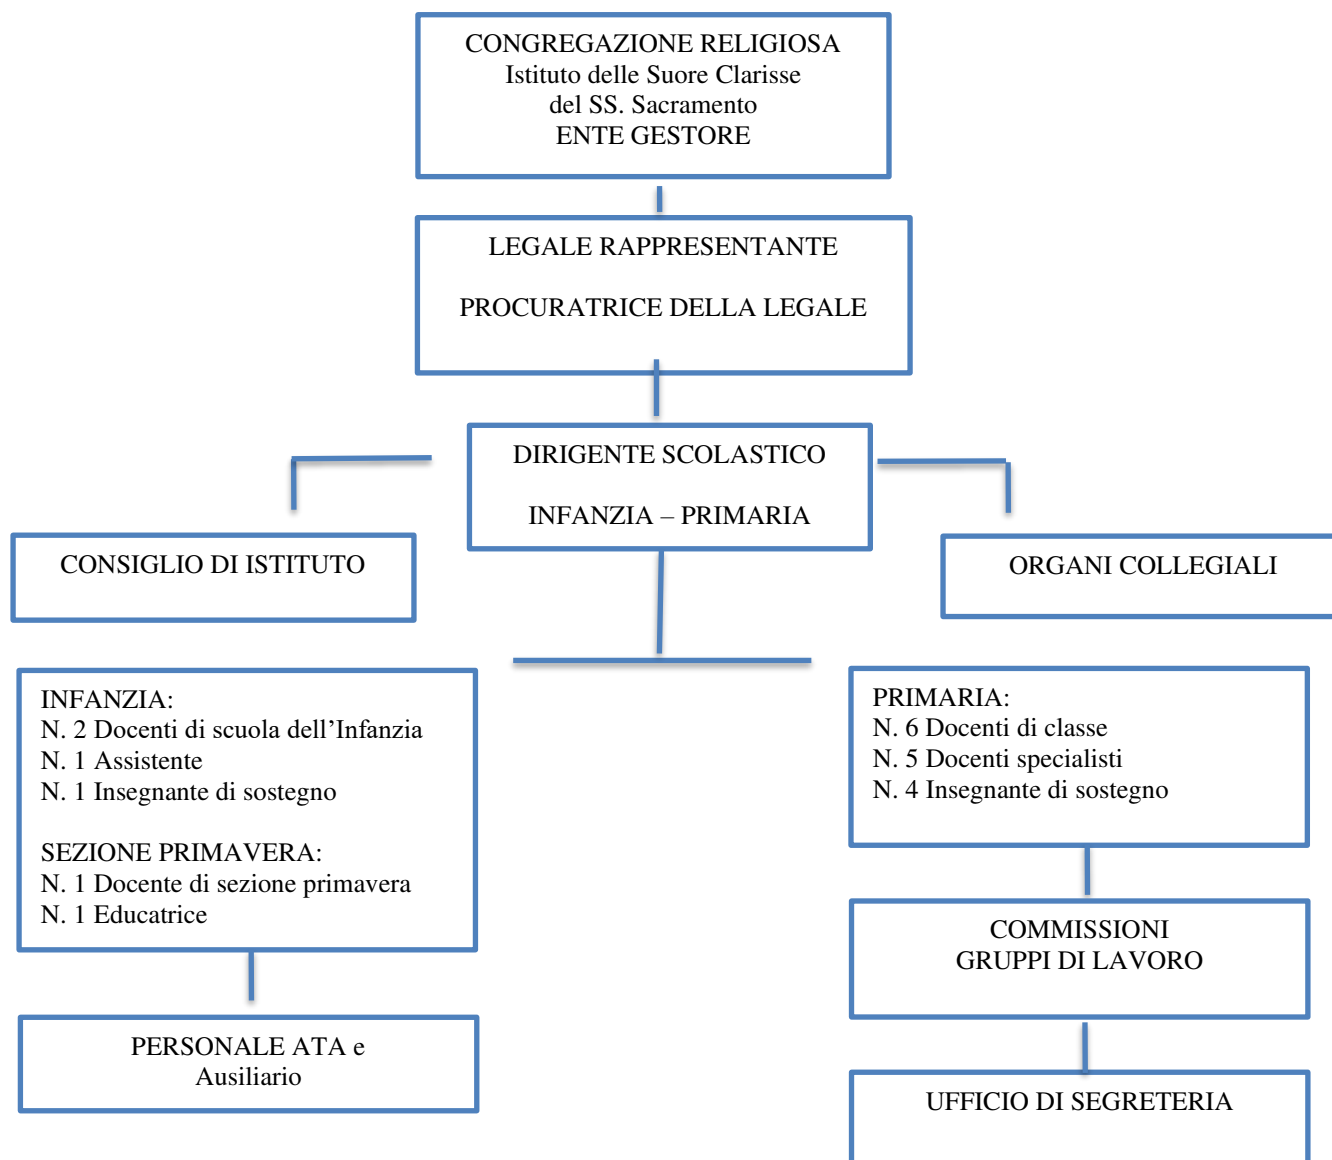 CONGREGAZIONE RELIGIOSA
Istituto delle Suore Clarisse
del SS. Sacramento
ENTE GESTORE
LEGALE RAPPRESENTANTE
PROCURATRICE DELLA LEGALE
DIRIGENTE SCOLASTICO
INFANZIA – PRIMARIA
CONSIGLIO DI ISTITUTO
ORGANI COLLEGIALI
INFANZIA:
N. 2 Docenti di scuola dell’Infanzia
N. 1 Assistente
N. 1 Insegnante di sostegno
SEZIONE PRIMAVERA:
N. 1 Docente di sezione primavera
N. 1 Educatrice
PERSONALE ATA e
Ausiliario
PRIMARIA:
N. 6 Docenti di classe
N. 5 Docenti specialisti
N. 4 Insegnante di sostegno
COMMISSIONI
GRUPPI DI LAVORO
UFFICIO DI SEGRETERIA